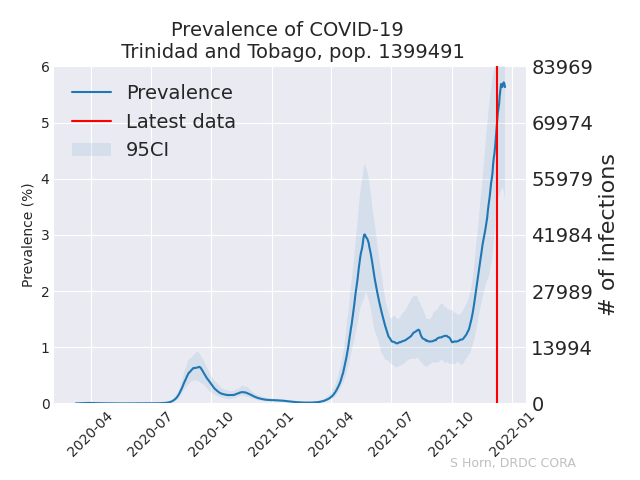 Prevalence of COVID-19
Trinidad and Tobago, pop. 1399491
Prevalence
Latest data
95CI
Prevalence (%)
6
5
4
3
2
1
0
83969
69974
55979
41984
27989
13994
0
# of infections
2020-04
2020-07
2020-10
2021-01
2021-04
2021-07
2021-10
2022-01
S Horn, DRDC CORA